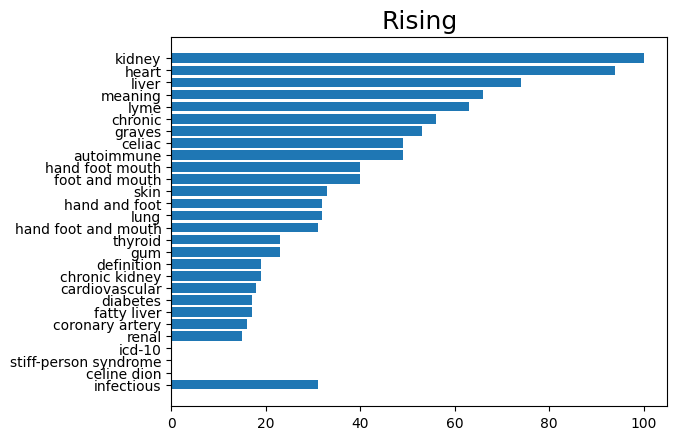 Rising
kidney
heart
liver
meaning
lyme
chronic
graves
celiac
autoimmune
hand foot mouth
foot and mouth
skin
hand and foot
lung
hand foot and mouth
thyroid
gum
definition
chronic kidney
cardiovascular
diabetes
fatty liver
coronary artery
renal
icd-10
stiff-person syndrome
celine dion
infectious
0 20 40 60 80 100